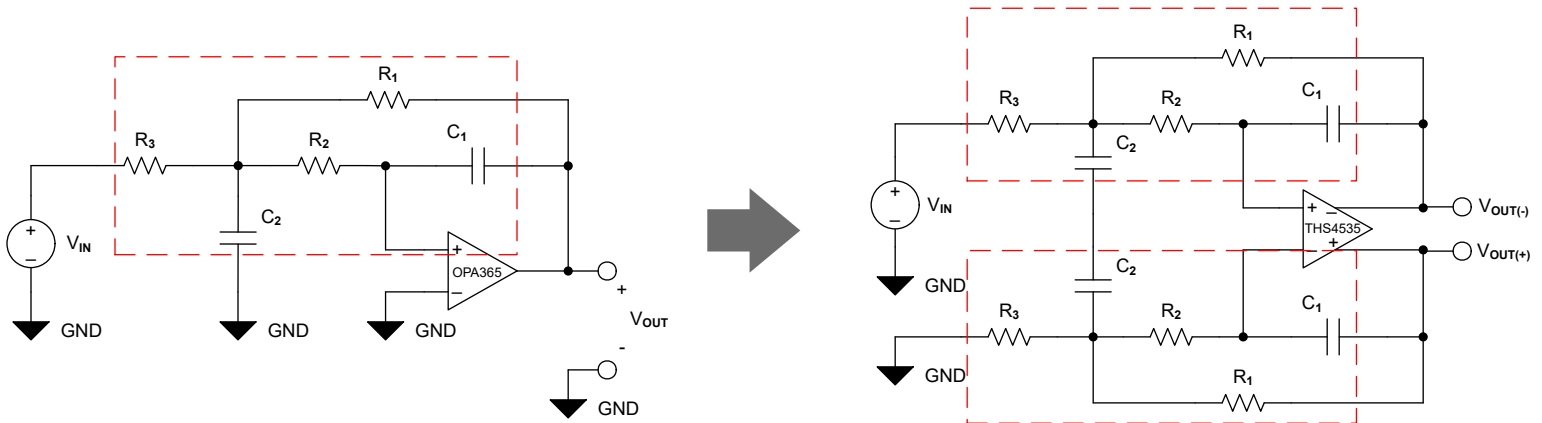 R1
R3
R2
C1
C2
+
−
VIN
+
OPA365
−
GND
GND
GND
+
VOUT
-
GND
R1
R3
R2
C1
C2
+
−
VIN
+
−
THS4535
−
+
VOUT(-)
VOUT(+)
GND
C2
R3
R2
C1
GND
R1